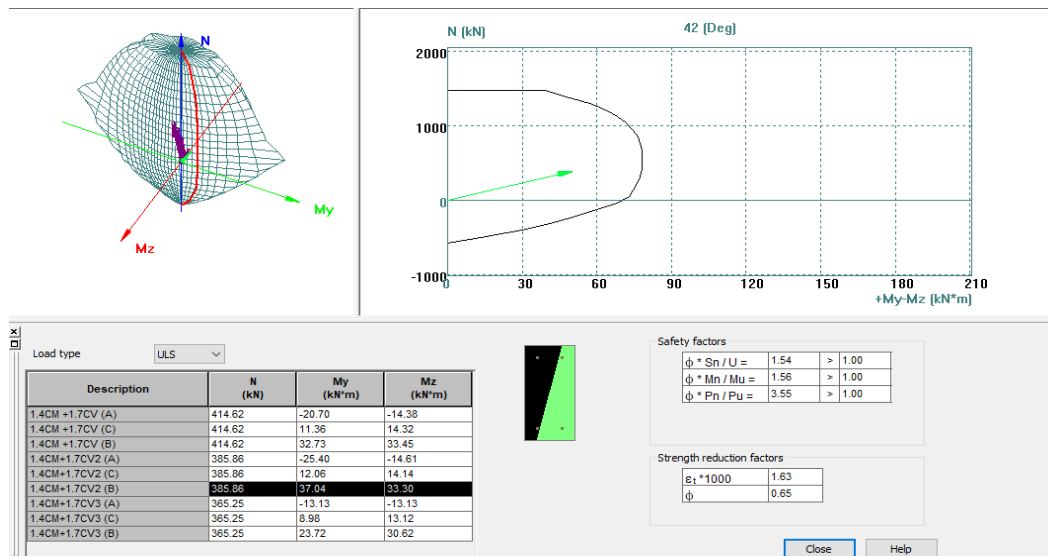 N
My
Mz
N (kN)
42 (Deg)
2000
1000
0
-1000
0 30 60 90 120 150 180 210
+My-Mz (kN*m)
Load type
ULS
Description N (kN) My (kN*m) Mz (kN*m)
1.4CM +1.7CV (A) 414.62 -20.70 -14.38
1.4CM +1.7CV (C) 414.62 11.36 14.32
1.4CM +1.7CV (B) 414.62 32.73 33.45
1.4CM+1.7CV2 (A) 385.86 -25.40 -14.61
1.4CM+1.7CV2 (C) 385.86 12.06 14.14
1.4CM+1.7CV2 (B) 385.86 37.04 33.30
1.4CM+1.7CV3 (A) 365.25 -13.13 -13.13
1.4CM+1.7CV3 (C) 365.25 8.98 13.12
1.4CM+1.7CV3 (B) 365.25 23.72 30.62
Safety factors
ϕ * Sn / U = 1.54 > 1.00
ϕ * Mn / Mu = 1.56 > 1.00
ϕ * Pn / Pu = 3.55 > 1.00
Strength reduction factors
εt *1000 1.63
ϕ 0.65
Close Help